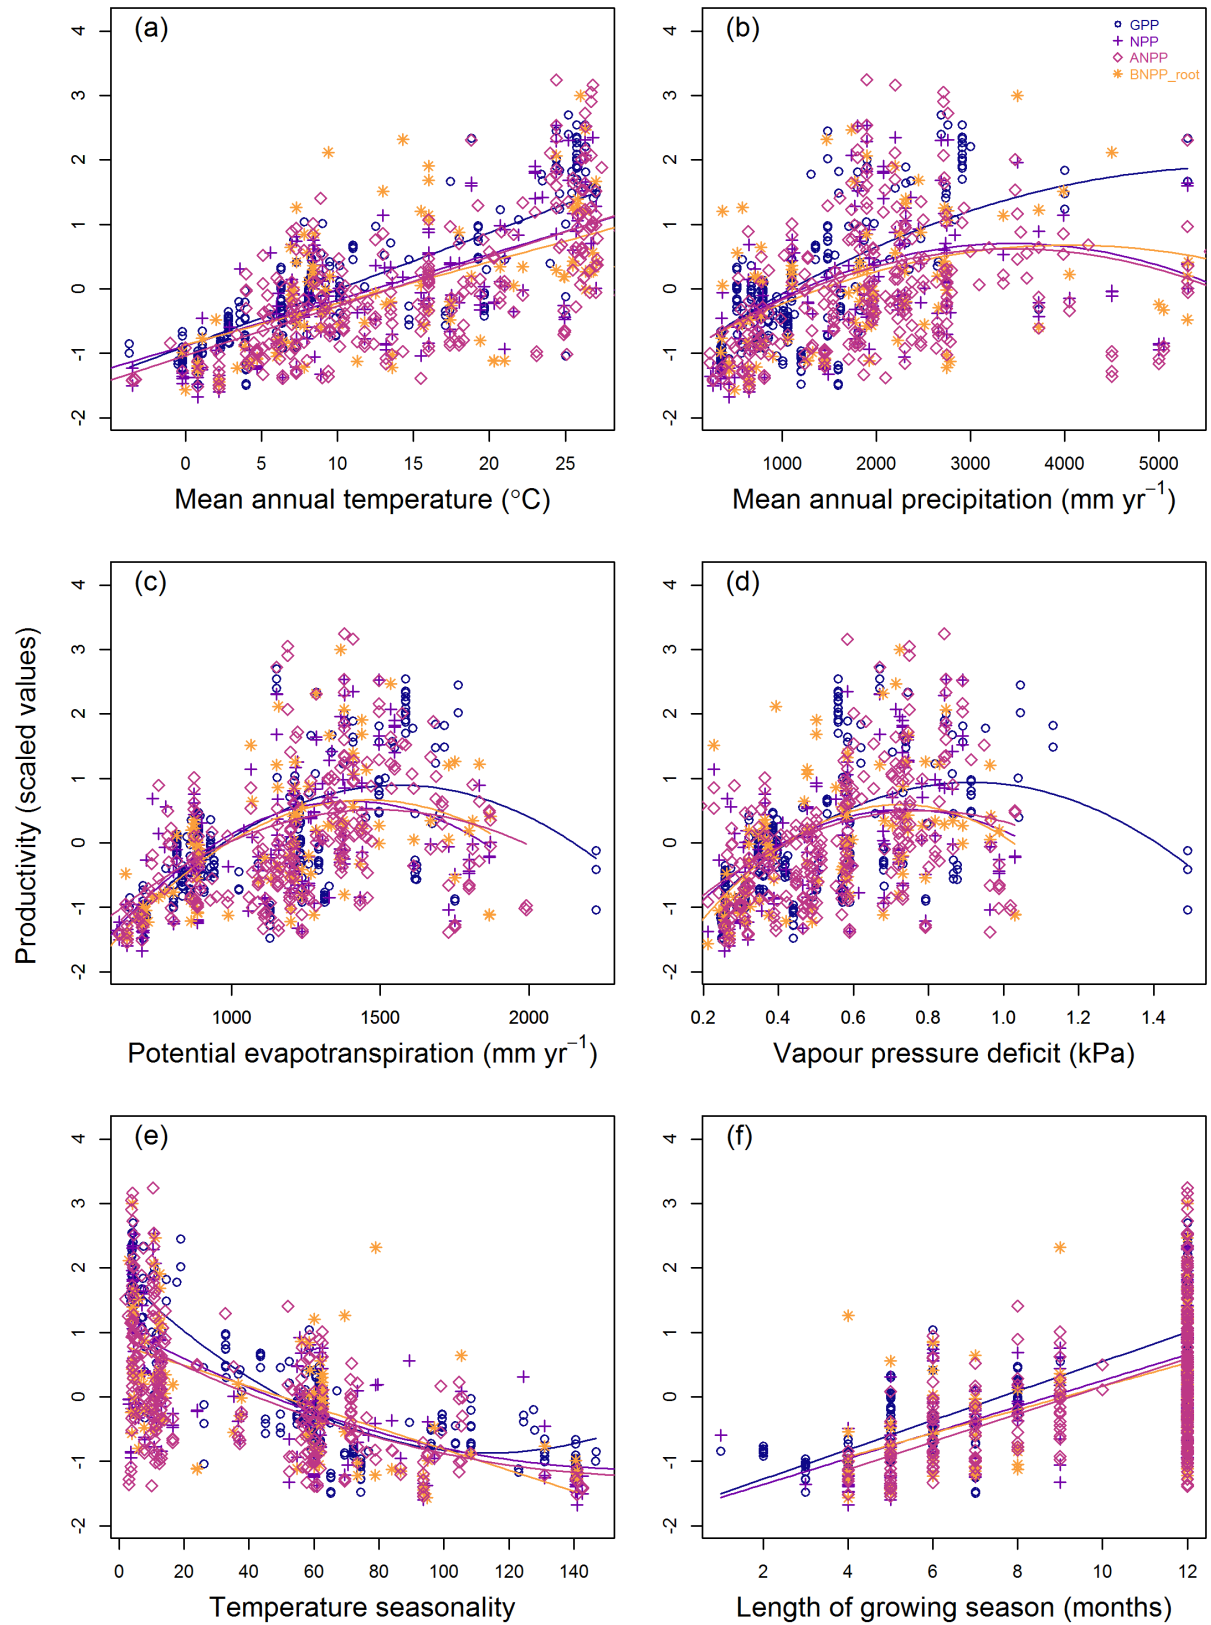 (a)
4
3
2
1
0
-1
-2
0 5 10 15 20 25
Mean annual temperature (°C)
(b)
GPP
NPP
ANPP
BNPP_root
4
3
2
1
0
-1
-2
1000 2000 3000 4000 5000
Mean annual precipitation (mm yr⁻¹)
Productivity (scaled values)
(c)
4
3
2
1
0
-1
-2
1000 1500 2000
Potential evapotranspiration (mm yr⁻¹)
(d)
4
3
2
1
0
-1
-2
0.2 0.4 0.6 0.8 1.0 1.2 1.4
Vapour pressure deficit (kPa)
(e)
4
3
2
1
0
-1
-2
0 20 40 60 80 100 120 140
Temperature seasonality
(f)
4
3
2
1
0
-1
-2
2 4 6 8 10 12
Length of growing season (months)